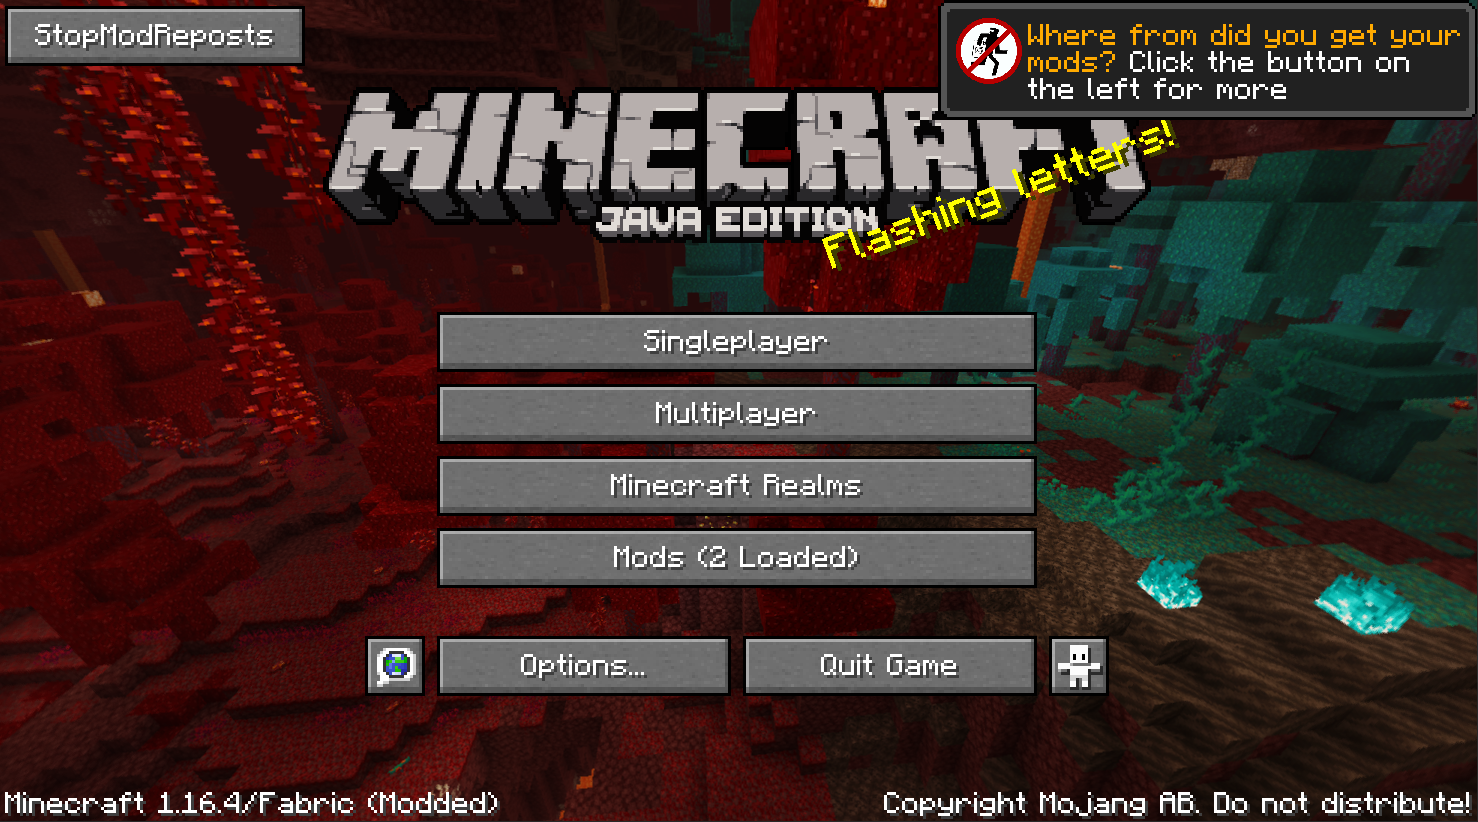 StopModReposts
Where from did you get your
mods? Click the button on
the left for more
MINECRAFT
JAVA EDITION
Flashing letters!
Singleplayer
Multiplayer
Minecraft Realms
Mods (2 Loaded)
Options...
Quit Game
Minecraft 1.16.4/Fabric (Modded)
Copyright Mojang AB. Do not distribute!